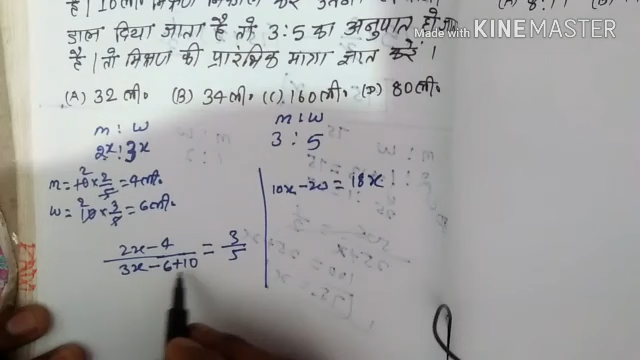 Made With KINEMASTER
डाल दिया जाता है तो 3:5 का अनुपात हो जाता
है। तो मिश्रण की प्रारंभिक मात्रा ज्ञात करें।
(A) 32 ली० (B) 34 ली० (C) 160 ली० (D) 80 ली०
m : w
2x : 3x
m = 10 × 2/5 = 4 ली०
w = 10 × 3/5 = 6 ली०
2x - 4 / 3x - 6 + 10 = 3/5
m : w
3 : 5
10x - 20 = 18x